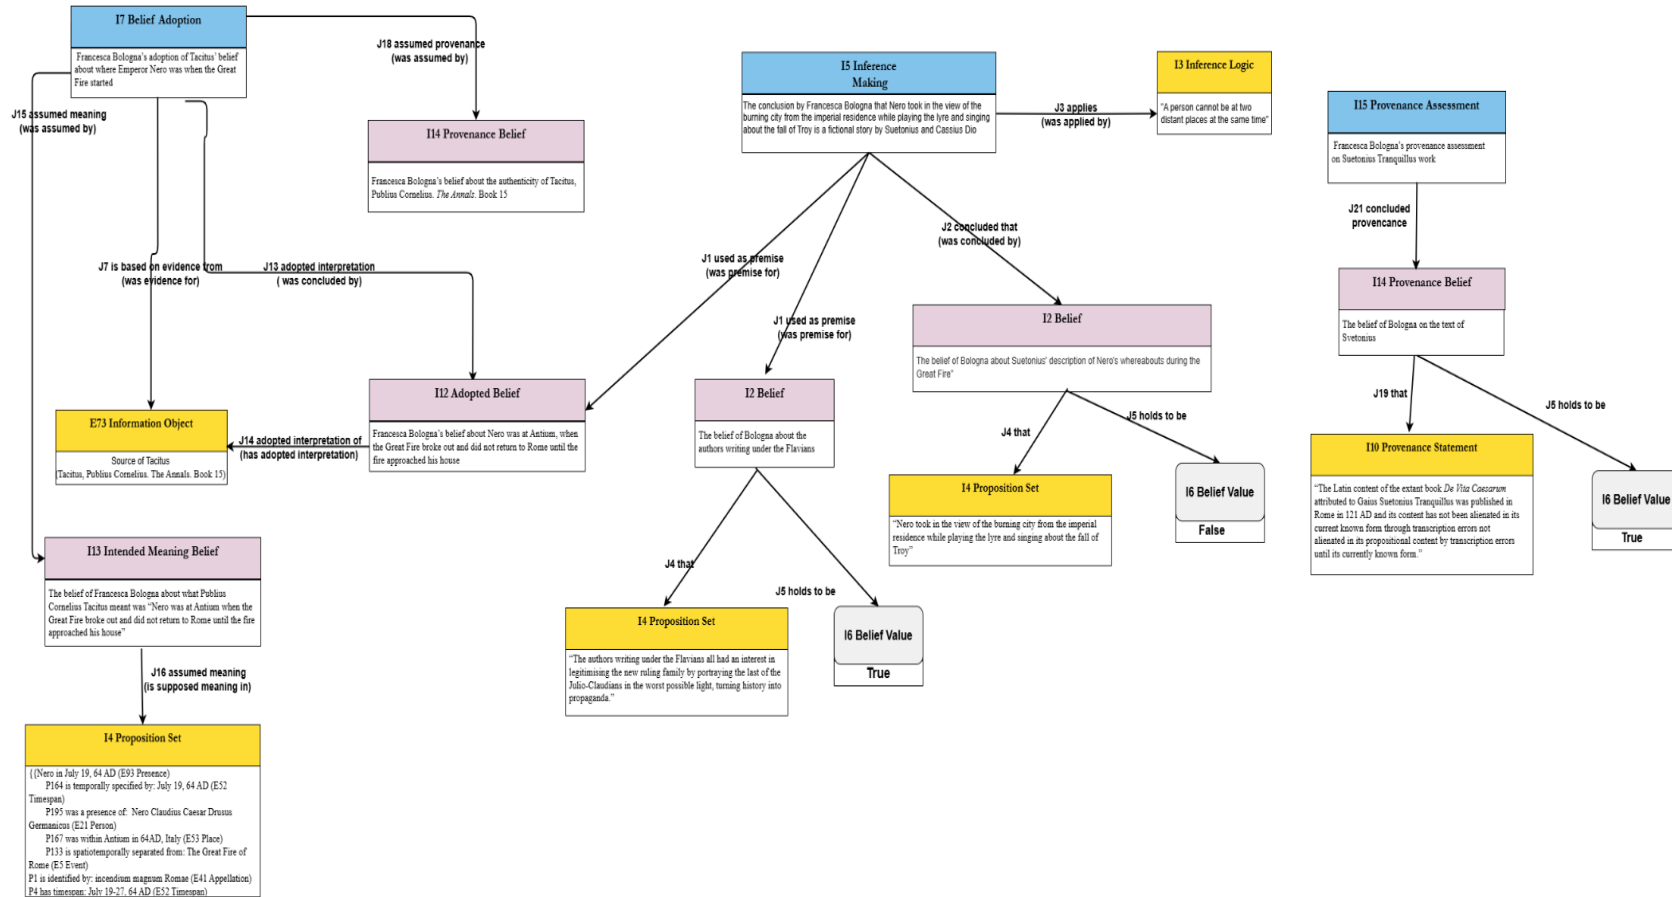 I7 Belief Adoption
Francesca Bologna's adoption of Tacitus' belief
about where Emperor Nero was when the Great
Fire started
J18 assumed provenance
(was assumed by)
J15 assumed meaning
(was assumed by)
I14 Provenance Belief
Francesca Bologna's belief about the authenticity of Tacitus,
Publius Cornelius. The Annals. Book 15
J7 is based on evidence from
(was evidence for)
J13 adopted interpretation
( was concluded by)
E73 Information Object
Source of Tacitus
(Tacitus, Publius Cornelius. The Annals. Book 15)
J14 adopted interpretation of
(has adopted interpretation)
I12 Adopted Belief
Francesca Bologna's belief about Nero was at Antium, when
the Great Fire broke out and did not return to Rome until the
fire approached his house
I13 Intended Meaning Belief
The belief of Francesca Bologna about what Publius
Cornelius Tacitus meant was "Nero was at Antium when the
Great Fire broke out and did not return to Rome until the fire
approached his house"
J16 assumed meaning
(is supposed meaning in)
I4 Proposition Set
{{Nero in July 19, 64 AD (E93 Presence)
P164 is temporally specified by: July 19, 64 AD (E52
Timespan)
P195 was a presence of: Nero Claudius Caesar Drusus
Germanicus (E21 Person)
P167 was within Antium in 64AD, Italy (E53 Place)
P133 is spatiotemporally separated from: The Great Fire of
Rome (E5 Event)
P1 is identified by: incendium magnum Romae (E41 Appellation)
P4 has timespan: July 19-27, 64 AD (E52 Timespan)
I5 Inference
Making
The conclusion by Francesca Bologna that Nero took in the view of the
burning city from the imperial residence while playing the lyre and singing
about the fall of Troy is a fictional story by Suetonius and Cassius Dio
J3 applies
(was applied by)
I3 Inference Logic
"A person cannot be at two
distant places at the same time"
J1 used as premise
(was premise for)
J1 used as premise
(was premise for)
J2 concluded that
(was concluded by)
I2 Belief
The belief of Bologna about the
authors writing under the Flavians
J4 that
J5 holds to be
I4 Proposition Set
"The authors writing under the Flavians all had an interest in
legitimising the new ruling family by portraying the last of the
Julio-Claudians in the worst possible light, turning history into
propaganda."
I6 Belief Value
True
I2 Belief
The belief of Bologna about Suetonius' description of Nero's whereabouts during the
Great Fire"
J4 that
J5 holds to be
I4 Proposition Set
"Nero took in the view of the burning city from the imperial
residence while playing the lyre and singing about the fall of
Troy"
I6 Belief Value
False
I15 Provenance Assessment
Francesca Bologna's provenance assessment
on Suetonius Tranquillus work
J21 concluded
provencance
I14 Provenance Belief
The belief of Bologna on the text of
Svetonius
J19 that
J5 holds to be
I10 Provenance Statement
"The Latin content of the extant book De Vita Caesarum
attributed to Gaius Suetonius Tranquillus was published in
Rome in 121 AD and its content has not been alienated in its
current known form through transcription errors not
alienated in its propositional content by transcription errors
until its currently known form."
I6 Belief Value
True